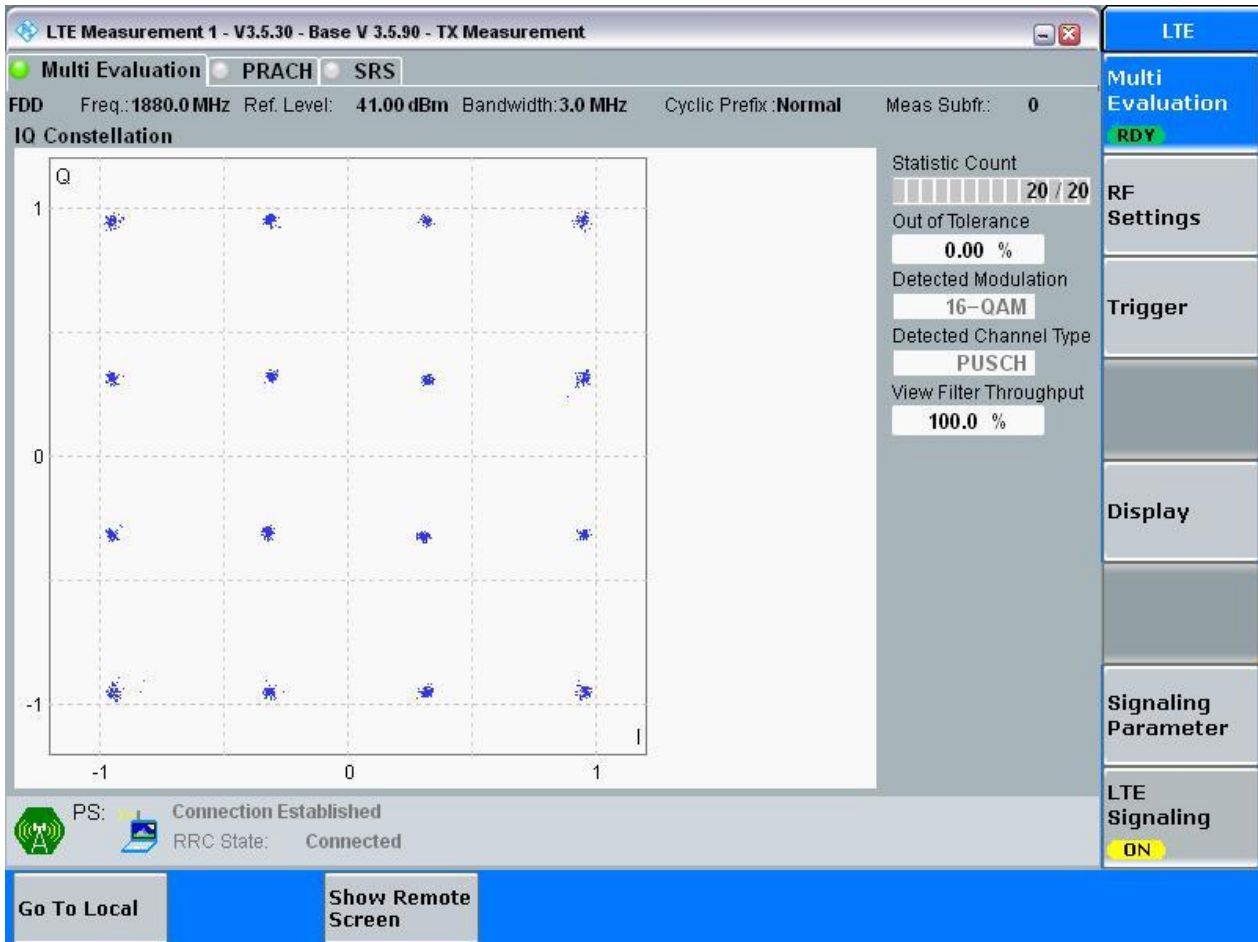 LTE Measurement 1 - V3.5.30 - Base V 3.5.90 - TX Measurement
Multi Evaluation PRACH SRS
FDD Freq.: 1880.0 MHz Ref. Level: 41.00 dBm Bandwidth: 3.0 MHz Cyclic Prefix : Normal Meas Subfr.: 0
IQ Constellation
Q
1
0
-1
I
-1 0 1
Statistic Count
20 / 20
Out of Tolerance
0.00 %
Detected Modulation
16-QAM
Detected Channel Type
PUSCH
View Filter Throughput
100.0 %
PS: Connection Established
RRC State: Connected
LTE
Multi
Evaluation
RDY
RF
Settings
Trigger
Display
Signaling
Parameter
LTE
Signaling
ON
Go To Local
Show Remote
Screen